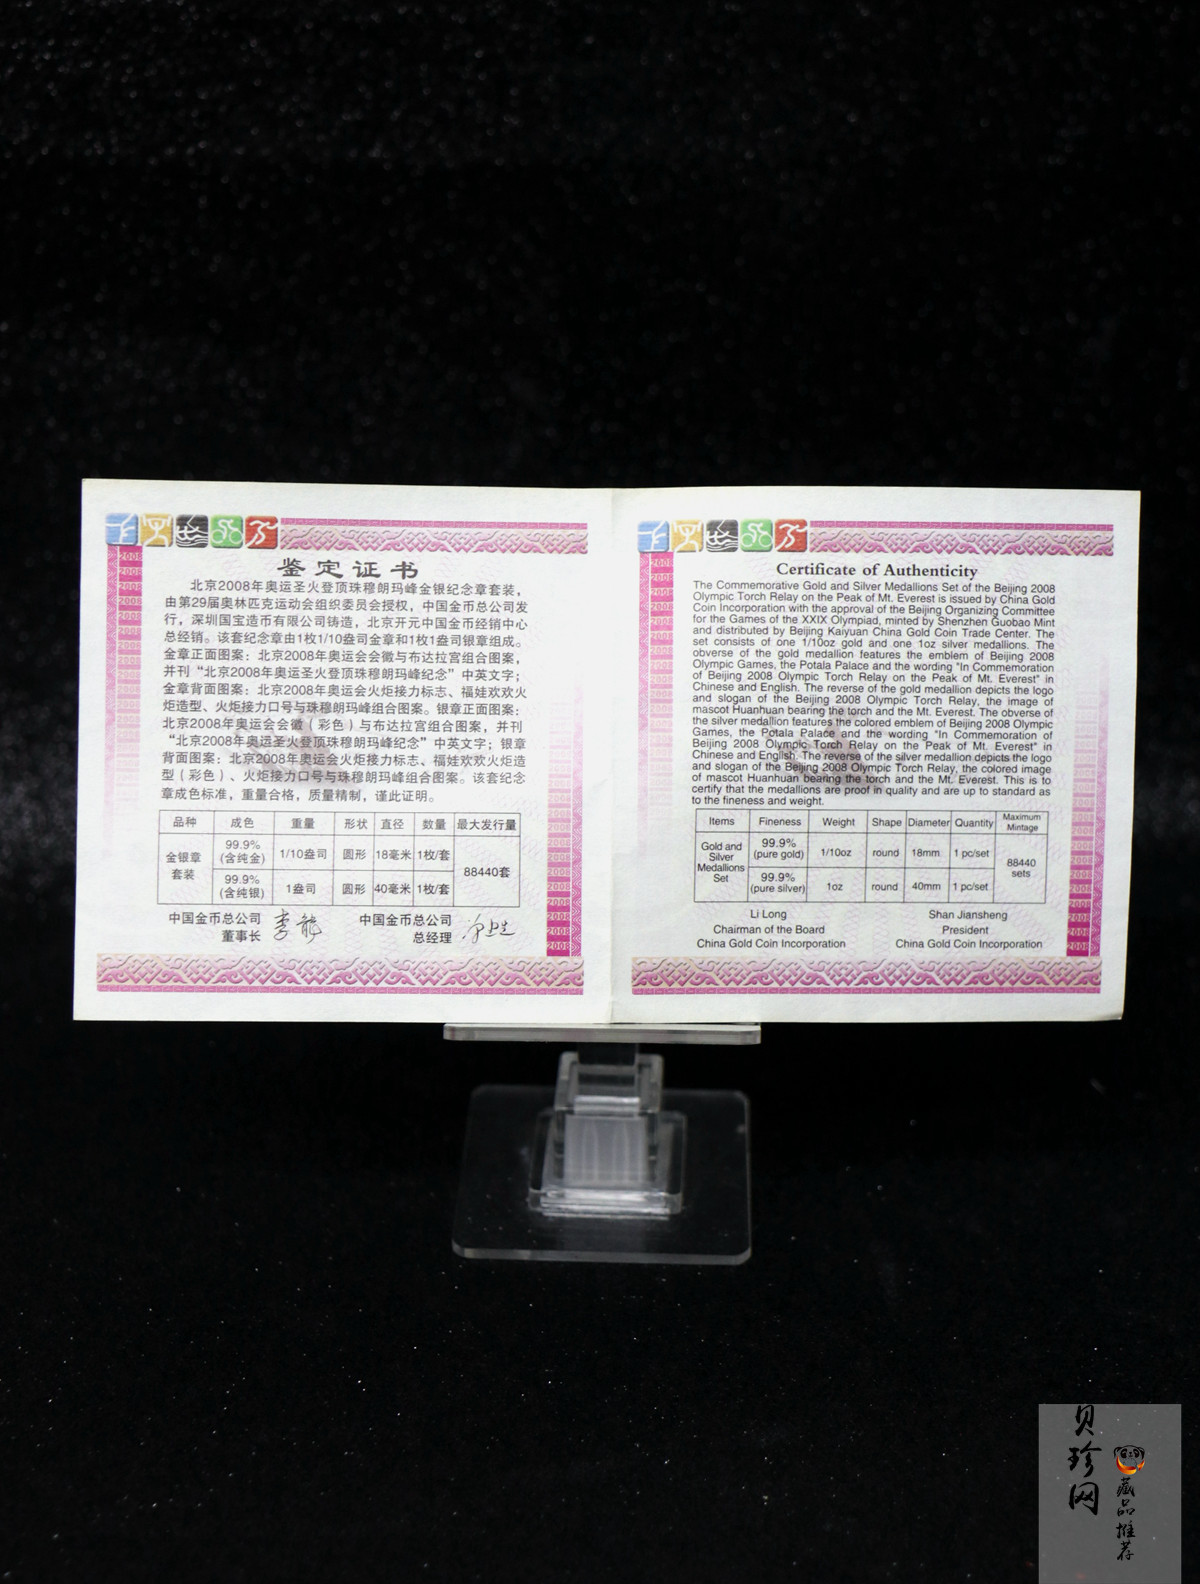 鉴定证书
北京2008年奥运圣火登顶珠穆朗玛峰金银纪念章套装，
由第29届奥林匹克运动会组织委员会授权，中国金币总公司发
行，深圳国宝造币有限公司铸造，北京开元中国金币经销中心
总经销。该套纪念章由1枚1/10盎司金章和1枚1盎司银章组成。
金章正面图案：北京2008年奥运会会徽与布达拉宫组合图案，
并刊“北京2008年奥运圣火登顶珠穆朗玛峰纪念”中英文字；
金章背面图案：北京2008年奥运会火炬接力标志、福娃欢欢火
炬造型、火炬接力口号与珠穆朗玛峰组合图案。银章正面图案：
北京2008年奥运会会徽（彩色）与布达拉宫组合图案，并刊
“北京2008年奥运圣火登顶珠穆朗玛峰纪念”中英文字；银章
背面图案：北京2008年奥运会火炬接力标志、福娃欢欢火炬造
型（彩色）、火炬接力口号与珠穆朗玛峰组合图案。该套纪念
章成色标准，重量合格，质量精制，谨此证明。
品种 成色 重量 形状 直径 数量 最大发行量
金银章套装 99.9%(含纯金) 1/10盎司 圆形 18毫米 1枚/套 88440套
99.9%(含纯银) 1盎司 圆形 40毫米 1枚/套
中国金币总公司 中国金币总公司
董事长 总经理
Certificate of Authenticity
The Commemorative Gold and Silver Medallions Set of the Beijing 2008
Olympic Torch Relay on the Peak of Mt. Everest is issued by China Gold
Coin Incorporation with the approval of the Beijing Organizing Committee
for the Games of the XXIX Olympiad, minted by Shenzhen Guobao Mint
and distributed by Beijing Kaiyuan China Gold Coin Trade Center. The
set consists of one 1/10oz gold and one 1oz silver medallions. The
obverse of the gold medallion features the emblem of Beijing 2008
Olympic Games, the Potala Palace and the wording "In Commemoration
of Beijing 2008 Olympic Torch Relay on the Peak of Mt. Everest" in
Chinese and English. The reverse of the gold medallion depicts the logo
and slogan of the Beijing 2008 Olympic Torch Relay, the image of
mascot Huanhuan bearing the torch and the Mt. Everest. The obverse of
the silver medallion features the colored emblem of Beijing 2008 Olympic
Games, the Potala Palace and the wording "In Commemoration of
Beijing 2008 Olympic Torch Relay on the Peak of Mt. Everest" in
Chinese and English. The reverse of the silver medallion depicts the logo
and slogan of the Beijing 2008 Olympic Torch Relay, the colored image
of mascot Huanhuan bearing the torch and the Mt. Everest. This is to
certify that the medallions are proof in quality and are up to standard as
to the fineness and weight.
Items Fineness Weight Shape Diameter Quantity Maximum Mintage
Gold and Silver Medallions Set 99.9% (pure gold) 1/10oz round 18mm 1 pc/set 88440 sets
99.9% (pure silver) 1oz round 40mm 1 pc/set
Li Long Shan Jiansheng
Chairman of the Board President
China Gold Coin Incorporation China Gold Coin Incorporation
贝珍网
藏品推荐